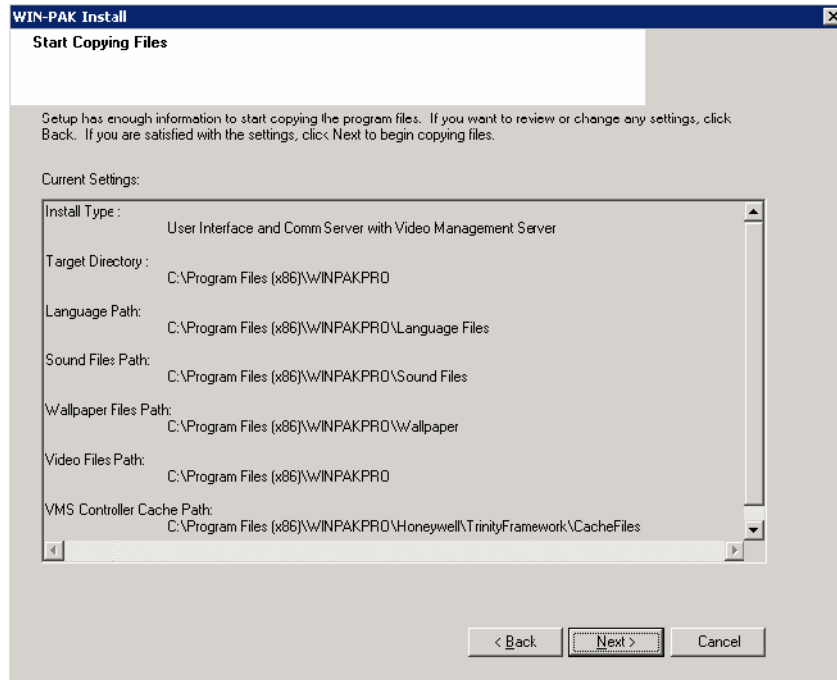 WIN-PAK Install
Start Copying Files
Setup has enough information to start copying the program files. If you want to review or change any settings, click
Back. If you are satisfied with the settings, click Next to begin copying files.
Current Settings:
Install Type :
User Interface and Comm Server with Video Management Server
Target Directory :
C:\Program Files (x86)\WINPAKPRO
Language Path:
C:\Program Files (x86)\WINPAKPRO\Language Files
Sound Files Path:
C:\Program Files (x86)\WINPAKPRO\Sound Files
Wallpaper Files Path:
C:\Program Files (x86)\WINPAKPRO\Wallpaper
Video Files Path:
C:\Program Files (x86)\WINPAKPRO
VMS Controller Cache Path:
C:\Program Files (x86)\WINPAKPRO\Honeywell\TrinityFramework\CacheFiles
< Back Next > Cancel